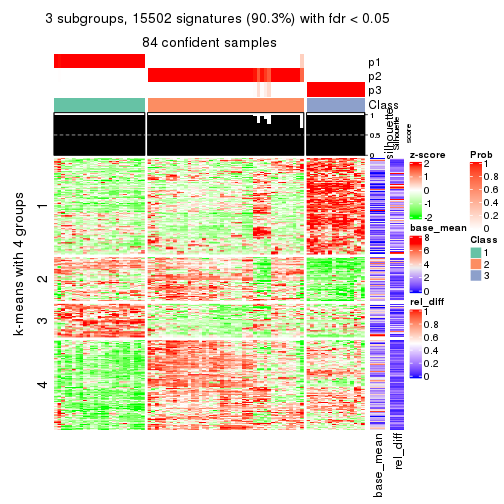 3 subgroups, 15502 signatures (90.3%) with fdr < 0.05
84 confident samples
p1
p2
p3
Class
1
0.5
0
silhouette
Silhouette
score
k-means with 4 groups
1
2
3
4
base_mean
rel_diff
z-score
2
1
0
-1
-2
base_mean
8
6
4
2
0
rel_diff
1
0.8
0.6
0.4
0.2
0
Prob
1
0.8
0.6
0.4
0.2
0
Class
1
2
3